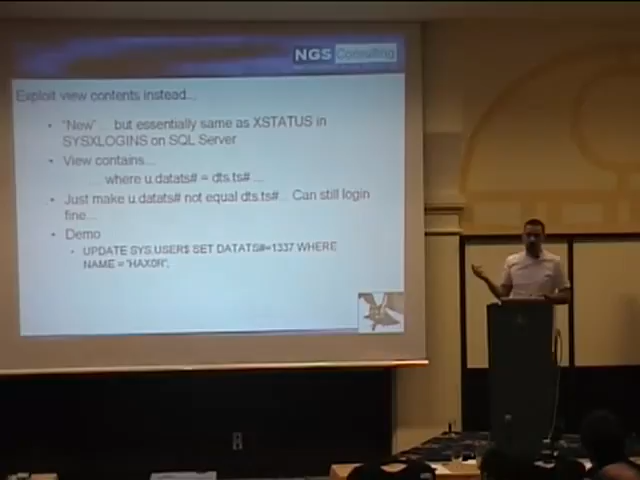 NGS Consulting
Exploit view contents instead...
• "New"... but essentially same as XSTATUS in
SYSXLOGINS on SQL Server
• View contains...
... where u.datats# = dts.ts# ...
• Just make u.datats# not equal dts.ts#... Can still login
fine...
• Demo
• UPDATE SYS.USER$ SET DATATS#=1337 WHERE
NAME = 'HAX0R';